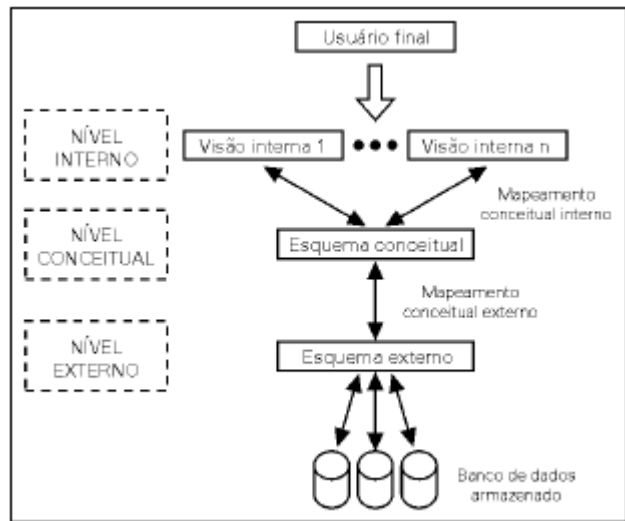 Usuário final
NÍVEL
INTERNO
Visão interna 1
Visão interna n
Mapeamento
conceitual interno
NÍVEL
CONCEITUAL
Esquema conceitual
Mapeamento
conceitual externo
NÍVEL
EXTERNO
Esquema externo
Banco de dados
armazenado